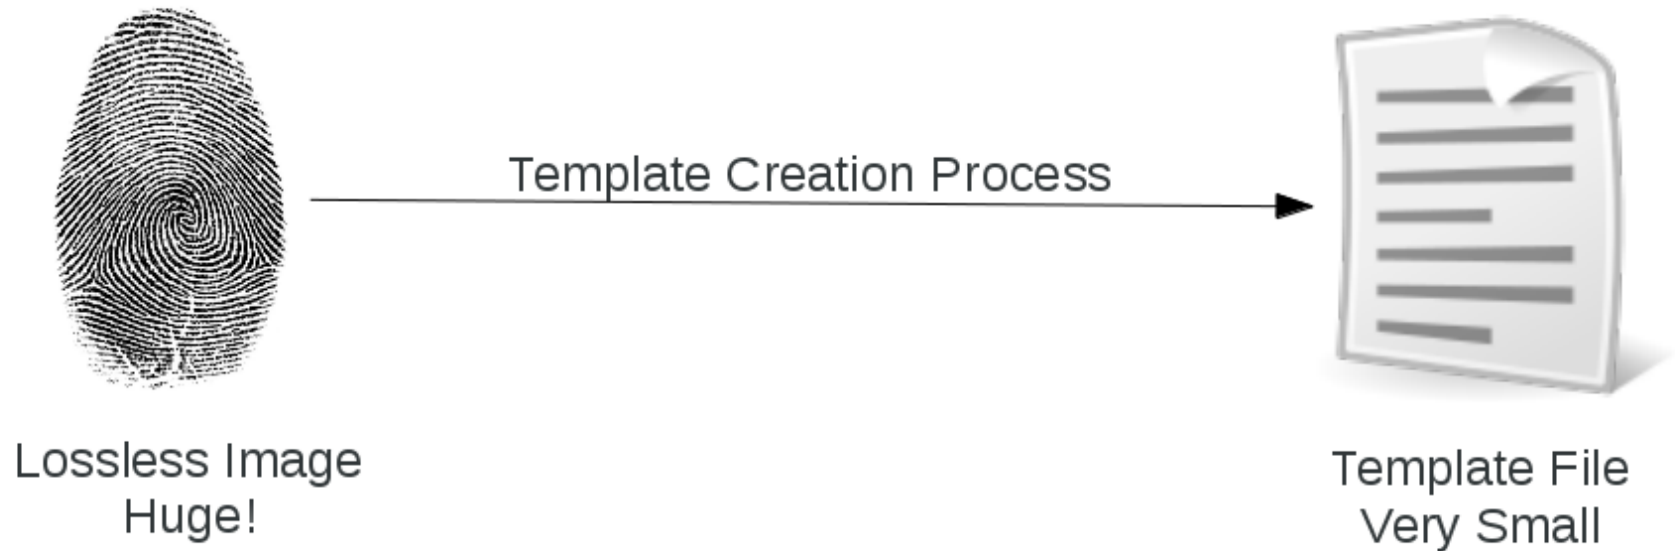 Template Creation Process
Lossless Image
Huge!
Template File
Very Small